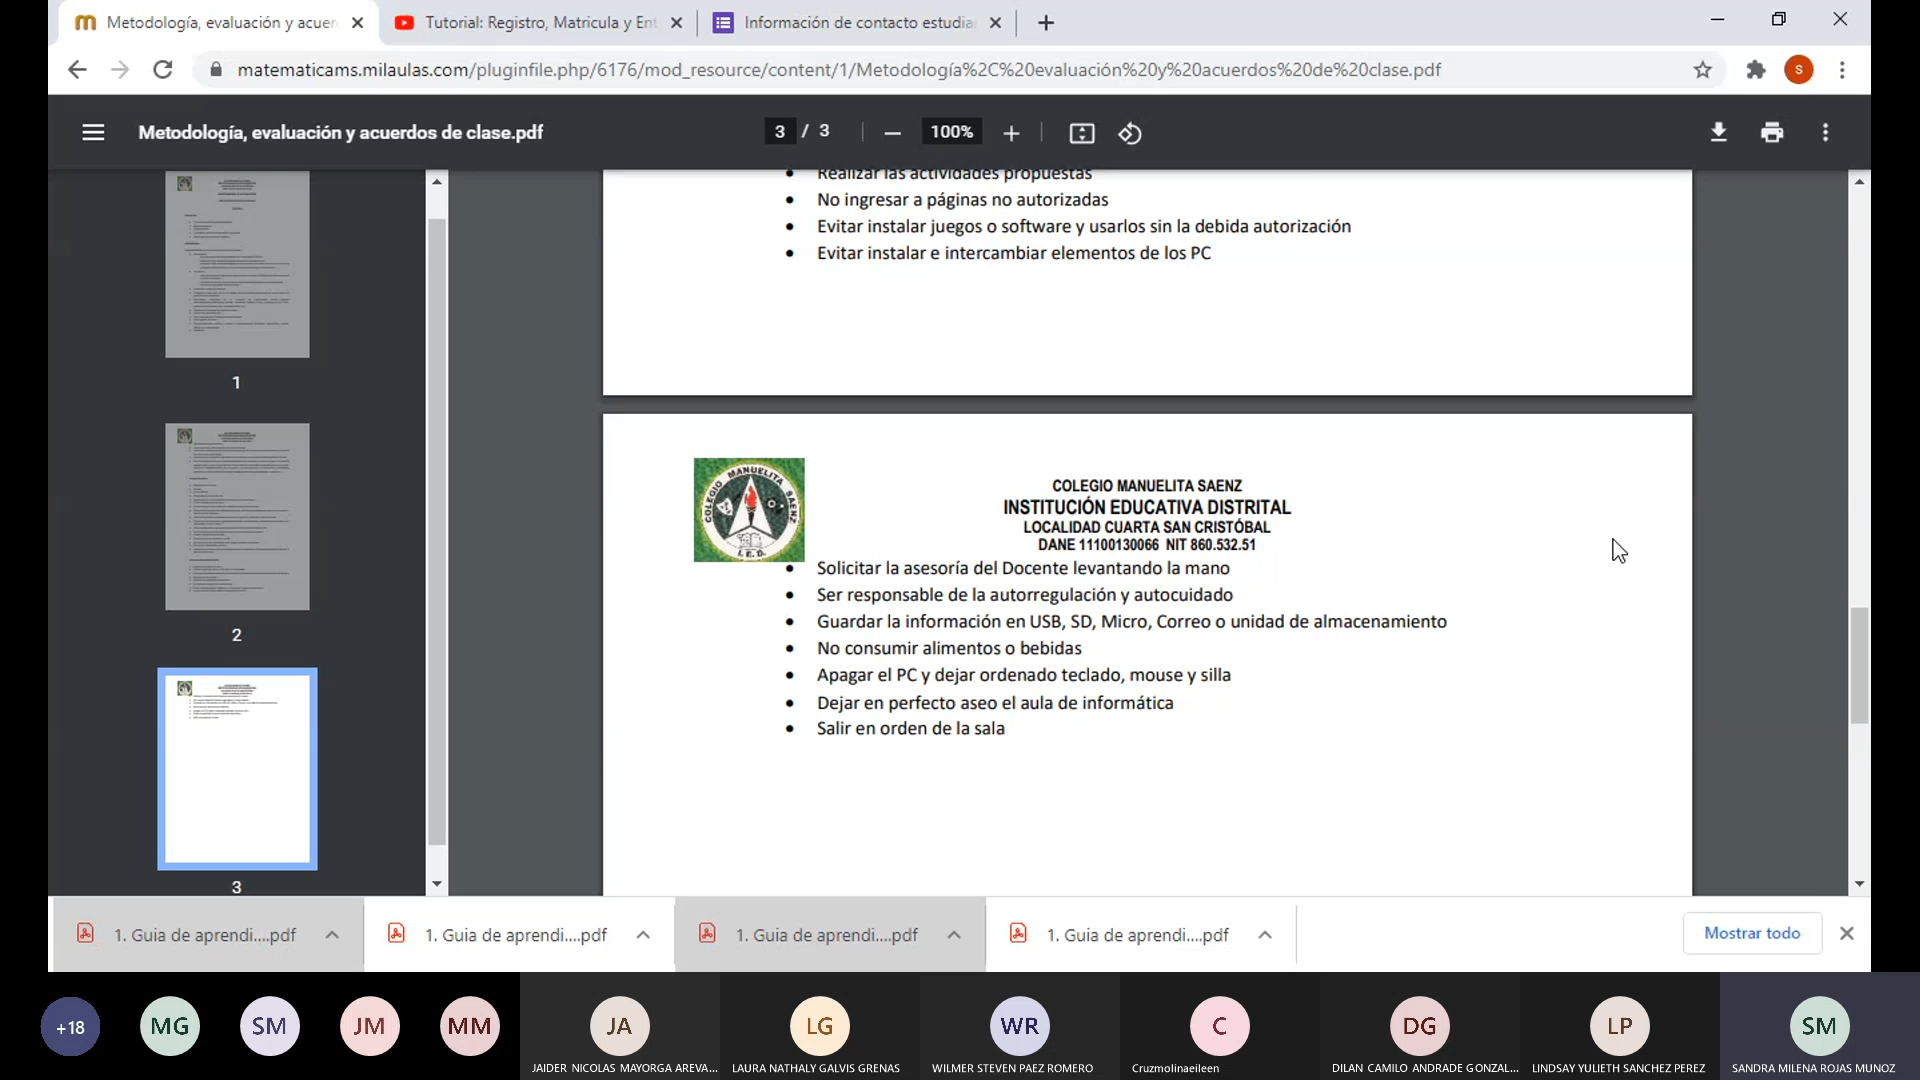 Metodología, evaluación y acuer
Tutorial: Registro, Matricula y En
Información de contacto estudia
matematicams.milaulas.com/pluginfile.php/6176/mod_resource/content/1/Metodología%2C%20evaluación%20y%20acuerdos%20de%20clase.pdf
S
Metodología, evaluación y acuerdos de clase.pdf
3 / 3
100%
1
2
3
Realizar las actividades propuestas
• No ingresar a páginas no autorizadas
• Evitar instalar juegos o software y usarlos sin la debida autorización
• Evitar instalar e intercambiar elementos de los PC
COLEGIO MANUELITA SAENZ
I.E.D.
COLEGIO MANUELITA SAENZ
INSTITUCIÓN EDUCATIVA DISTRITAL
LOCALIDAD CUARTA SAN CRISTÓBAL
DANE 11100130066 NIT 860.532.51
• Solicitar la asesoría del Docente levantando la mano
• Ser responsable de la autorregulación y autocuidado
• Guardar la información en USB, SD, Micro, Correo o unidad de almacenamiento
• No consumir alimentos o bebidas
• Apagar el PC y dejar ordenado teclado, mouse y silla
• Dejar en perfecto aseo el aula de informática
• Salir en orden de la sala
1. Guia de aprendi....pdf
1. Guia de aprendi....pdf
1. Guia de aprendi....pdf
1. Guia de aprendi....pdf
Mostrar todo
+18
MG
SM
JM
MM
JA
LG
WR
C
DG
LP
SM
JAIDER NICOLAS MAYORGA AREVA...
LAURA NATHALY GALVIS GRENAS
WILMER STEVEN PAEZ ROMERO
Cruzmolinaeileen
DILAN CAMILO ANDRADE GONZAL...
LINDSAY YULIETH SANCHEZ PEREZ
SANDRA MILENA ROJAS MUNOZ